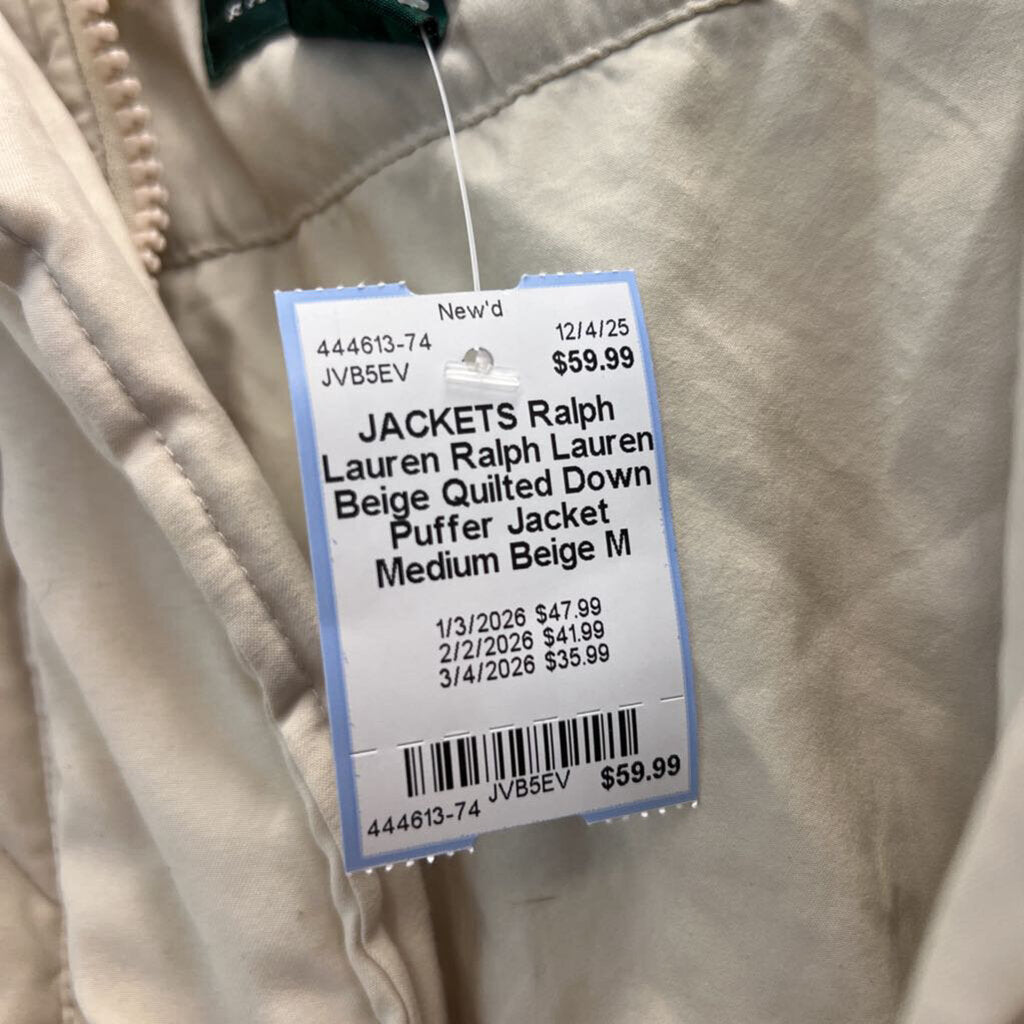 New'd
444613-74 12/4/25
JVB5EV $59.99
JACKETS Ralph
Lauren Ralph Lauren
Beige Quilted Down
Puffer Jacket
Medium Beige M
1/3/2026 $47.99
2/2/2026 $41.99
3/4/2026 $35.99
444613-74 JVB5EV $59.99